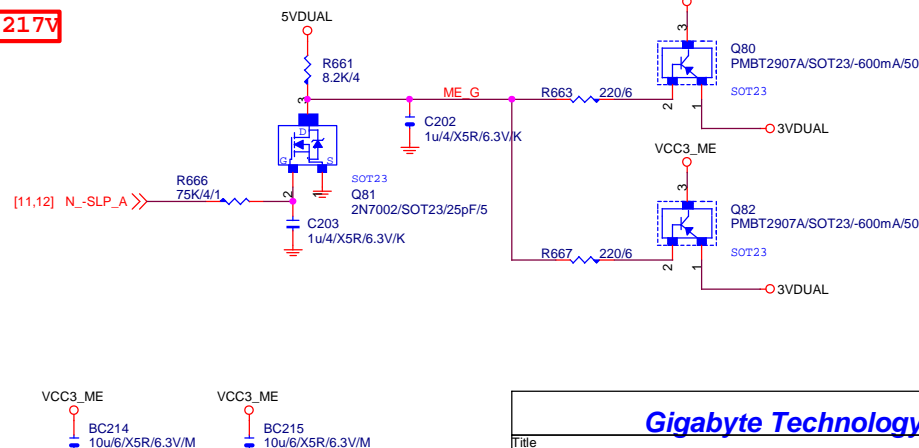 217V
5VDUAL
R661
8.2K/4
3
D
G
S
SOT23
Q81
2N7002/SOT23/25pF/5
2
1
[11,12] N_-SLP_A
R666
75K/4/1
C203
1u/4/X5R/6.3V/K
ME_G
C202
1u/4/X5R/6.3V/K
R663 220/6
3
Q80
PMBT2907A/SOT23/-600mA/50
SOT23
2
1
3VDUAL
VCC3_ME
3
Q82
PMBT2907A/SOT23/-600mA/50
SOT23
R667 220/6
2
1
3VDUAL
VCC3_ME
BC214
10u/6/X5R/6.3V/M
VCC3_ME
BC215
10u/6/X5R/6.3V/M
Gigabyte Technology
Title